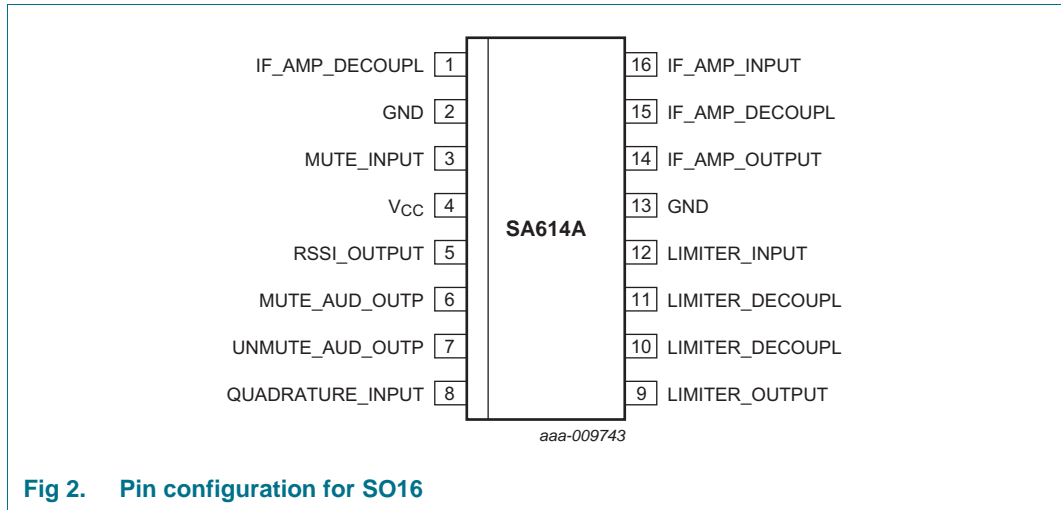 IF_AMP_DECOUPL 1
GND 2
MUTE_INPUT 3
VCC 4
RSSI_OUTPUT 5
MUTE_AUD_OUTP 6
UNMUTE_AUD_OUTP 7
QUADRATURE_INPUT 8
SA614A
16 IF_AMP_INPUT
15 IF_AMP_DECOUPL
14 IF_AMP_OUTPUT
13 GND
12 LIMITER_INPUT
11 LIMITER_DECOUPL
10 LIMITER_DECOUPL
9 LIMITER_OUTPUT
aaa-009743
Fig 2. Pin configuration for SO16